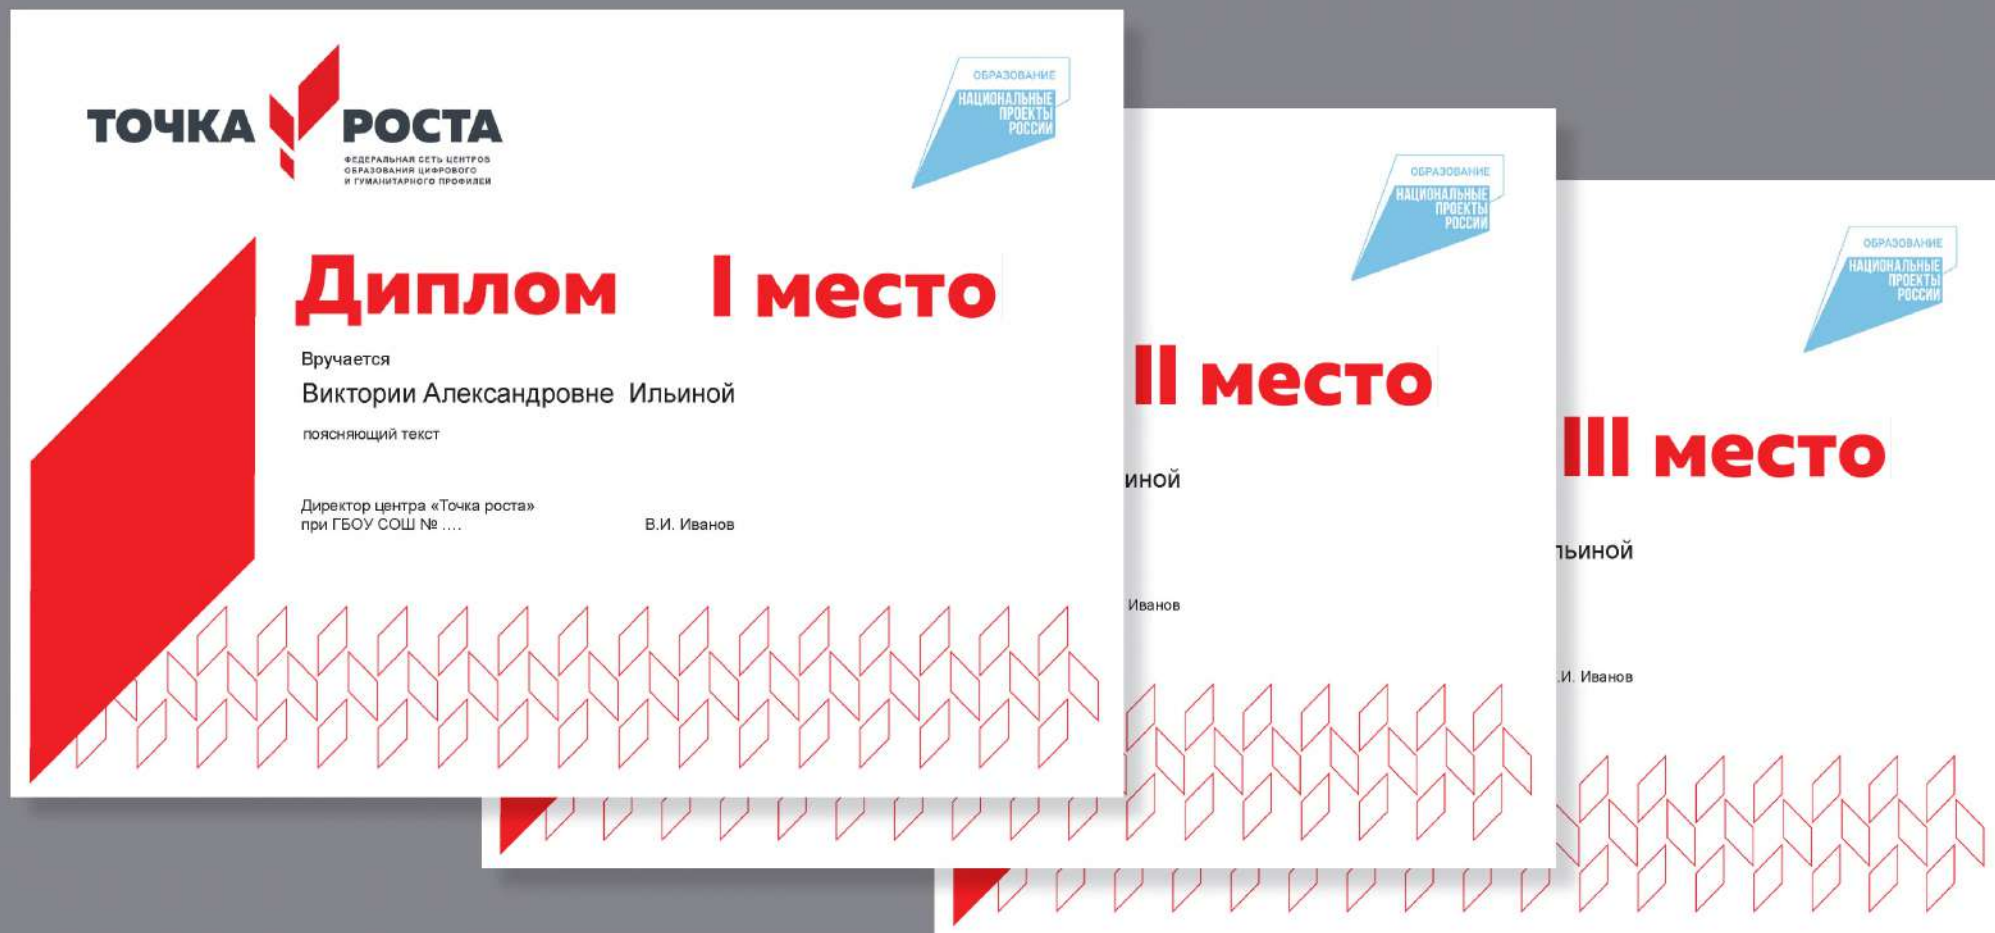 ТОЧКА РОСТА
ФЕДЕРАЛЬНАЯ СЕТЬ ЦЕНТРОВ
ОБРАЗОВАНИЯ ЦИФРОВОГО
И ГУМАНИТАРНОГО ПРОФИЛЕЙ
ОБРАЗОВАНИЕ
НАЦИОНАЛЬНЫЕ
ПРОЕКТЫ
РОССИИ
Диплом I место
Вручается
Виктории Александровне Ильиной
поясняющий текст
Директор центра «Точка роста»
при ГБОУ СОШ № .... В.И. Иванов
ОБРАЗОВАНИЕ
НАЦИОНАЛЬНЫЕ
ПРОЕКТЫ
РОССИИ
II место
иной
Иванов
ОБРАЗОВАНИЕ
НАЦИОНАЛЬНЫЕ
ПРОЕКТЫ
РОССИИ
III место
льиной
.И. Иванов